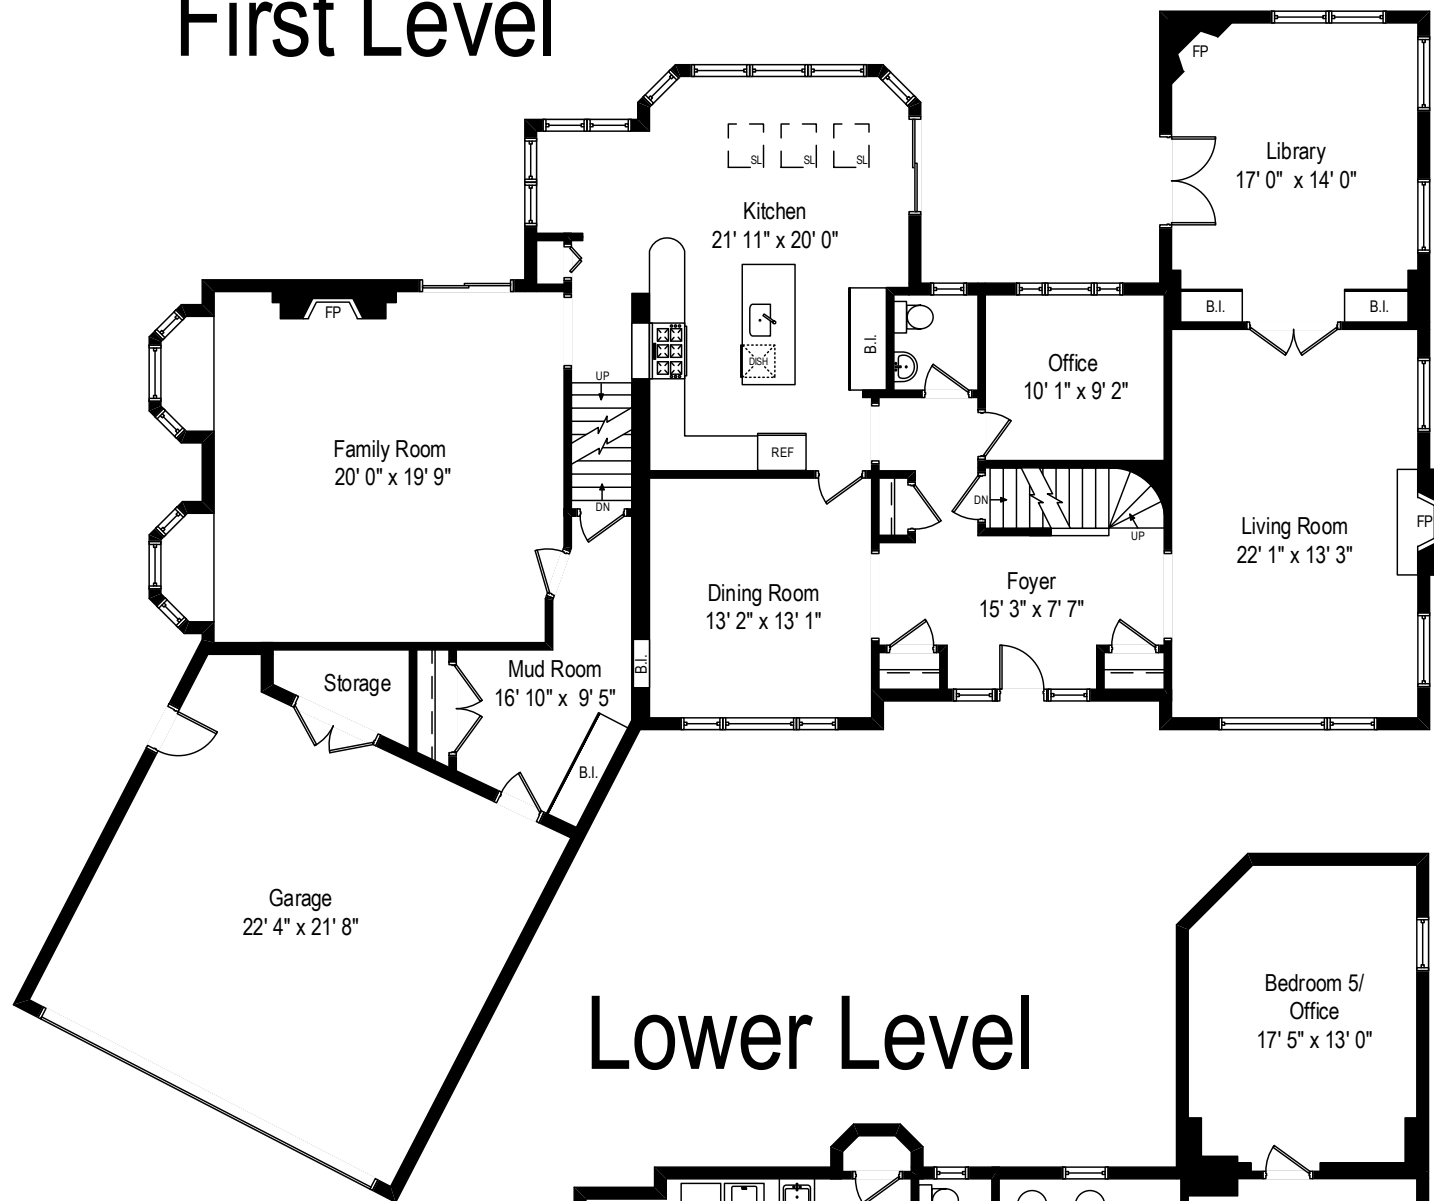 First Level
FP
Library
17' 0" x 14' 0"
SL
SL
SL
Kitchen
21' 11" x 20' 0"
B.I.
B.I.
FP
B.I.
DISH
Office
10' 1" x 9' 2"
UP
Family Room
20' 0" x 19' 9"
REF
DN
DN
UP
Living Room
22' 1" x 13' 3"
FP
Foyer
15' 3" x 7' 7"
Dining Room
13' 2" x 13' 1"
B.I.
Mud Room
16' 10" x 9' 5"
Storage
B.I.
Garage
22' 4" x 21' 8"
Lower Level
Bedroom 5/
Office
17' 5" x 13' 0"